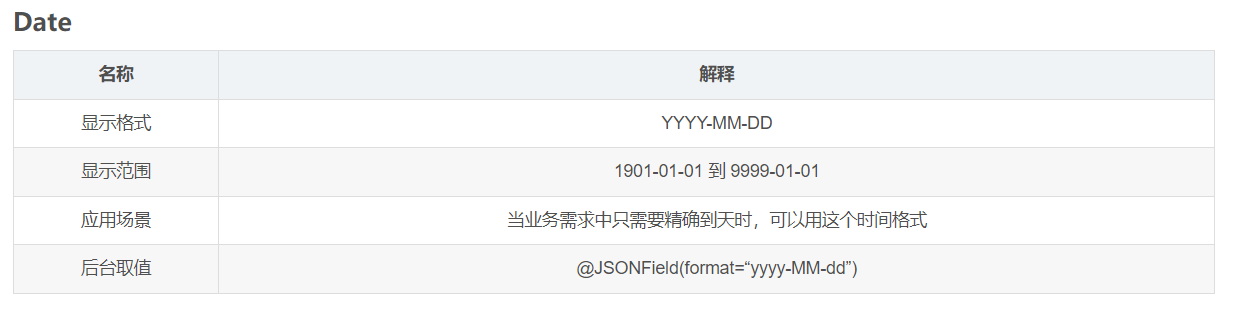 Date
名称 解释
显示格式 YYYY-MM-DD
显示范围 1901-01-01 到 9999-01-01
应用场景 当业务需求中只需要精确到天时，可以用这个时间格式
后台取值 @JSONField(format=“yyyy-MM-dd”)